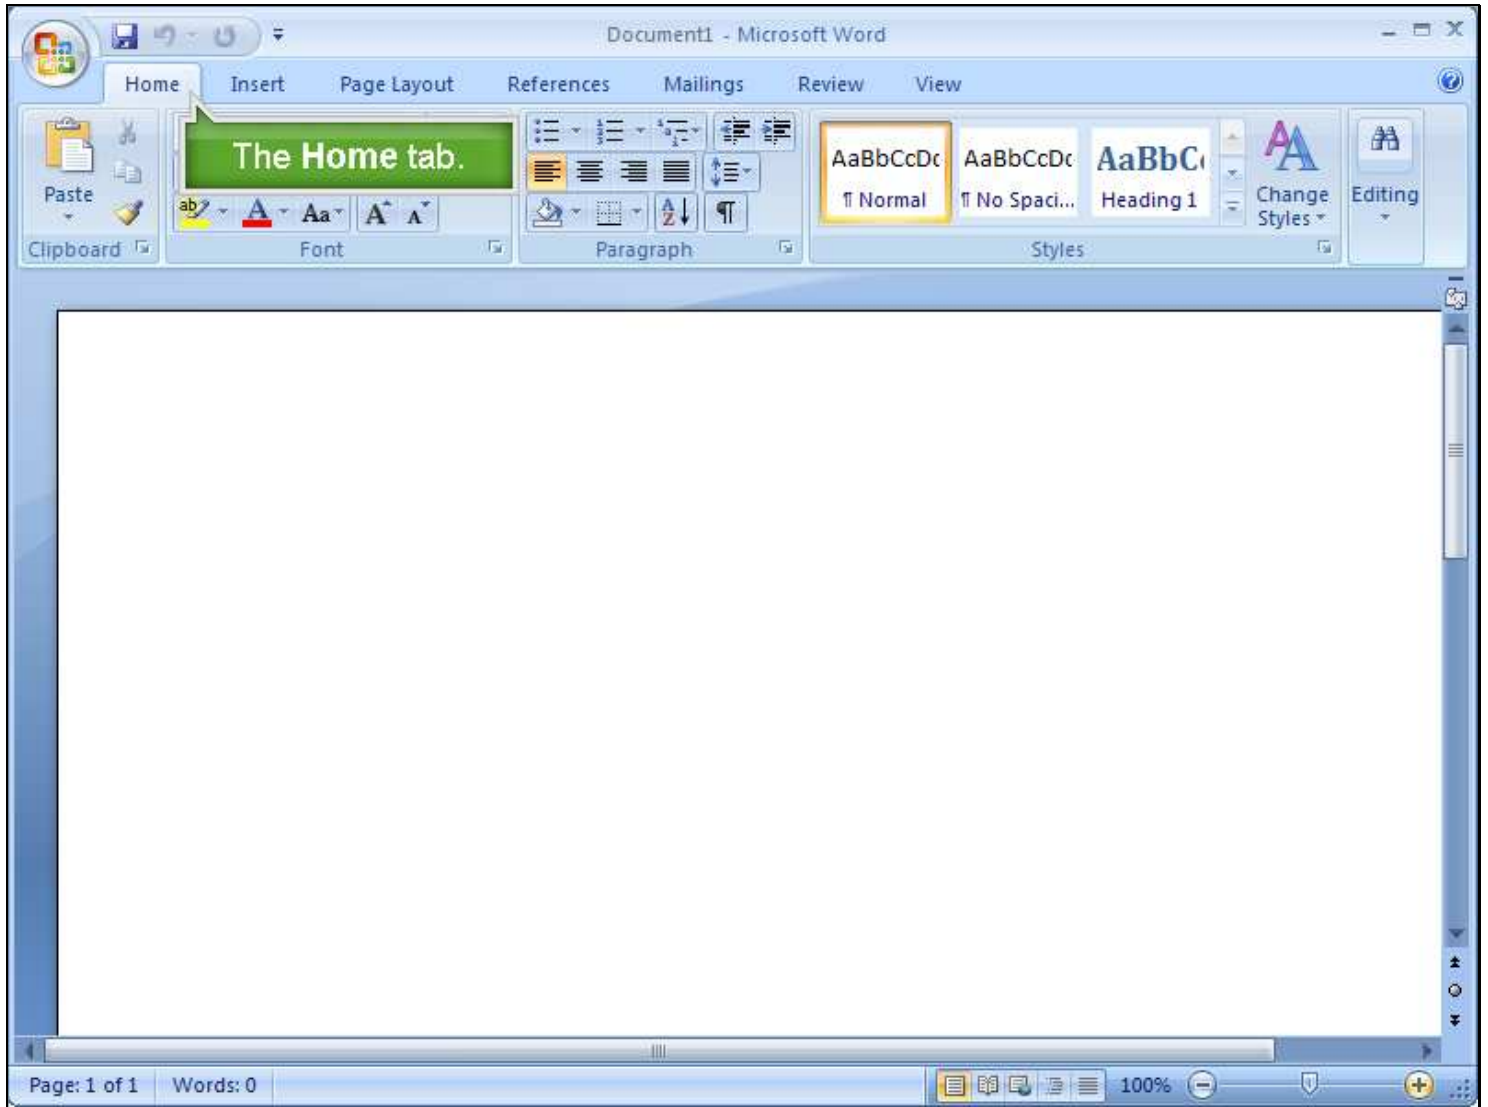 Document1 - Microsoft Word
Home Insert Page Layout References Mailings Review View
The Home tab.
Paste
ab A Aa A A
A Z ¶
AaBbCcDc AaBbCcDc AaBbC
¶ Normal ¶ No Spaci... Heading 1
Change Styles
Editing
Clipboard Font Paragraph Styles
Page: 1 of 1 Words: 0 100%